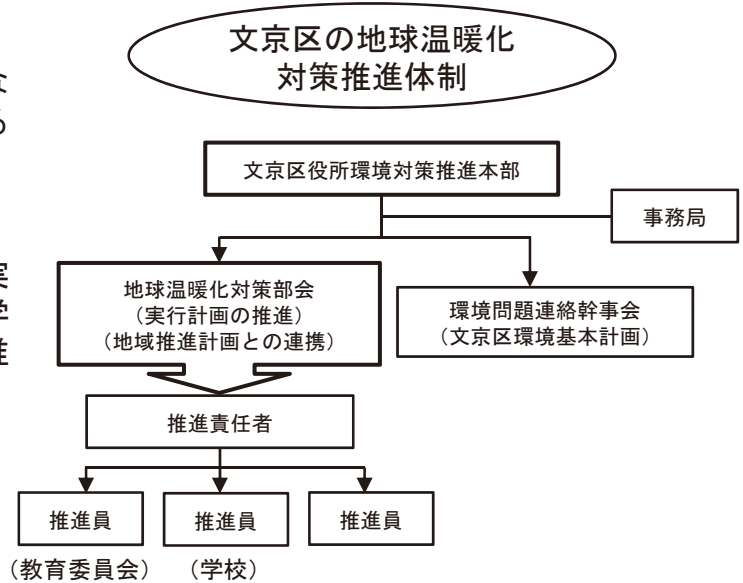 文京区の地球温暖化
対策推進体制
な
る
実
学
推
文京区役所環境対策推進本部
事務局
地球温暖化対策部会
（実行計画の推進）
（地域推進計画との連携）
環境問題連絡幹事会
（文京区環境基本計画）
推進責任者
推進員
推進員
推進員
（教育委員会）
（学校）